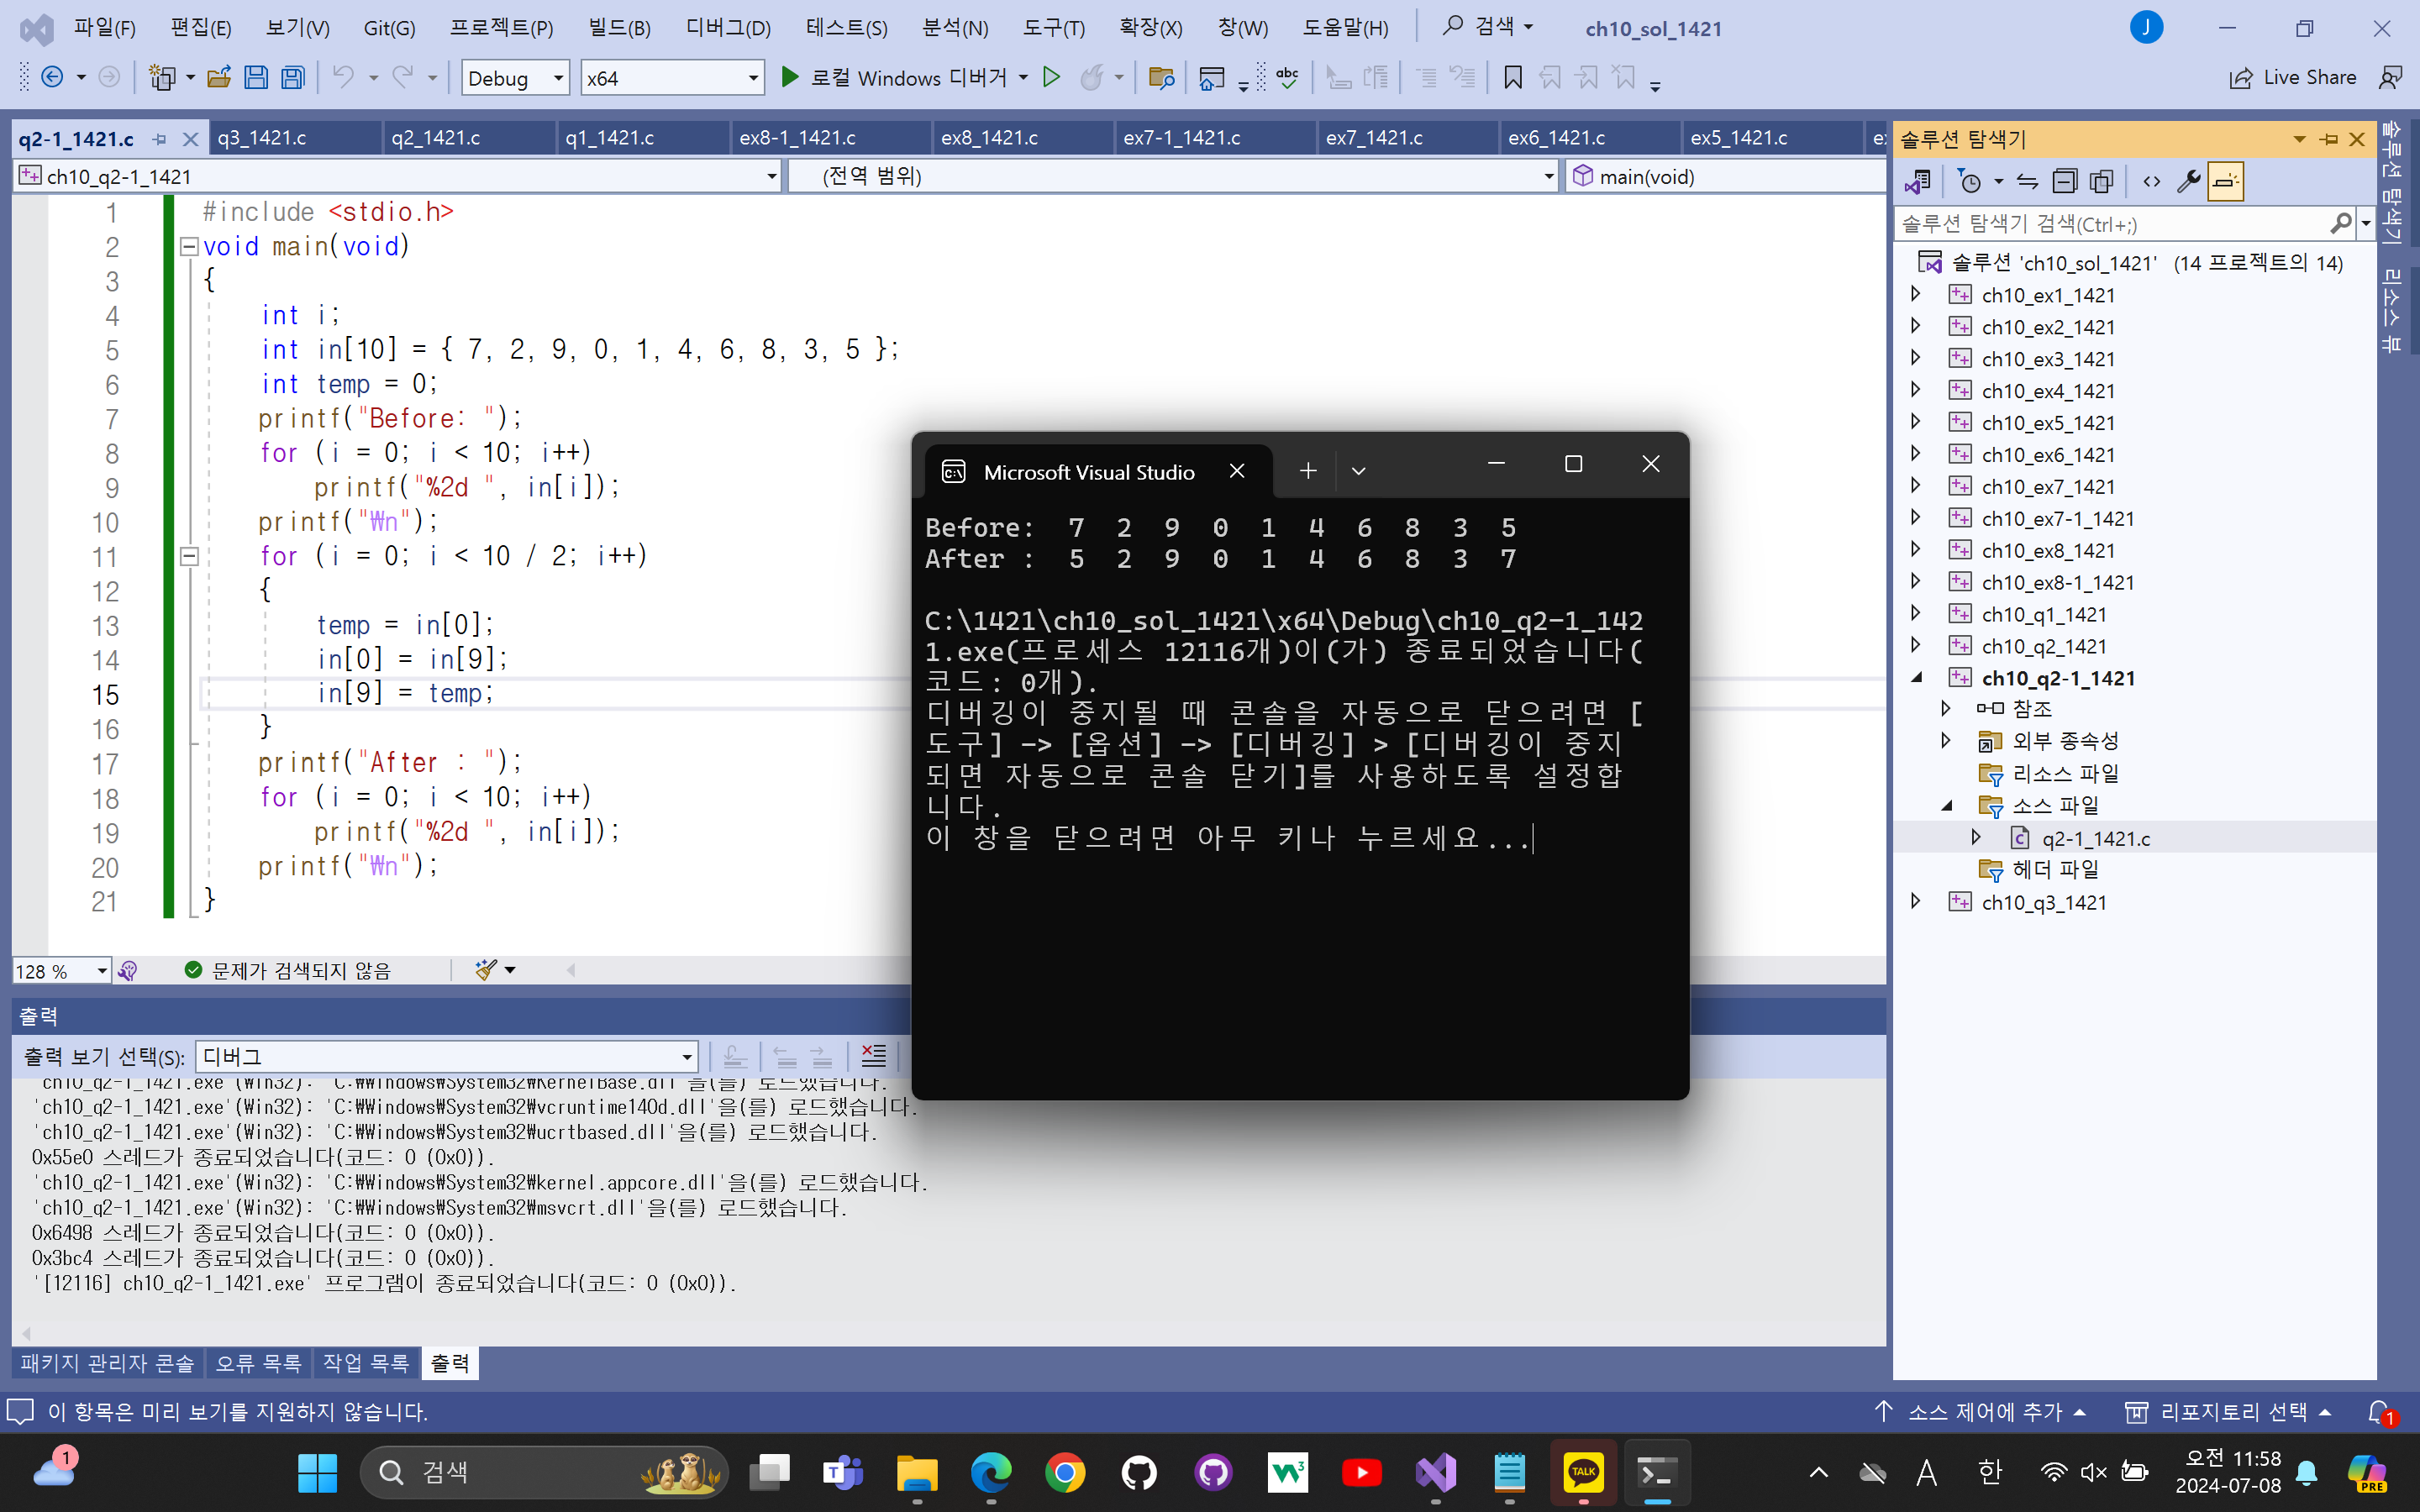 파일(F) 편집(E) 보기(V) Git(G) 프로젝트(P) 빌드(B) 디버그(D) 테스트(S) 분석(N) 도구(T) 확장(X) 창(W) 도움말(H) 검색 ch10_sol_1421 J
Debug x64 로컬 Windows 디버거 abc Live Share
q2-1_1421.c q3_1421.c q2_1421.c q1_1421.c ex8-1_1421.c ex8_1421.c ex7-1_1421.c ex7_1421.c ex6_1421.c ex5_1421.c
ch10_q2-1_1421 (전역 범위) main(void)
1 #include <stdio.h>
2 void main(void)
3 {
4 int i;
5 int in[10] = { 7, 2, 9, 0, 1, 4, 6, 8, 3, 5 };
6 int temp = 0;
7 printf("Before: ");
8 for (i = 0; i < 10; i++)
9 printf("%2d ", in[i]);
10 printf("₩n");
11 for (i = 0; i < 10 / 2; i++)
12 {
13 temp = in[0];
14 in[0] = in[9];
15 in[9] = temp;
16 }
17 printf("After : ");
18 for (i = 0; i < 10; i++)
19 printf("%2d ", in[i]);
20 printf("₩n");
21 }
128 % 문제가 검색되지 않음
Microsoft Visual Studio
Before: 7 2 9 0 1 4 6 8 3 5
After : 5 2 9 0 1 4 6 8 3 7
C:\1421\ch10_sol_1421\x64\Debug\ch10_q2-1_142
1.exe(프로세스 12116개)이(가) 종료되었습니다(
코드: 0개).
디버깅이 중지될 때 콘솔을 자동으로 닫으려면 [
도구] -> [옵션] -> [디버깅] > [디버깅이 중지
되면 자동으로 콘솔 닫기]를 사용하도록 설정합
니다.
이 창을 닫으려면 아무 키나 누르세요...
출력
출력 보기 선택(S): 디버그
'ch10_q2-1_1421.exe'(Win32): 'C:₩Windows₩System32₩KernelBase.dll'을(를) 로드했습니다.
'ch10_q2-1_1421.exe'(Win32): 'C:₩Windows₩System32₩vcruntime140d.dll'을(를) 로드했습니다.
'ch10_q2-1_1421.exe'(Win32): 'C:₩Windows₩System32₩ucrtbased.dll'을(를) 로드했습니다.
0x55e0 스레드가 종료되었습니다(코드: 0 (0x0)).
'ch10_q2-1_1421.exe'(Win32): 'C:₩Windows₩System32₩kernel.appcore.dll'을(를) 로드했습니다.
'ch10_q2-1_1421.exe'(Win32): 'C:₩Windows₩System32₩msvcrt.dll'을(를) 로드했습니다.
0x6498 스레드가 종료되었습니다(코드: 0 (0x0)).
0x3bc4 스레드가 종료되었습니다(코드: 0 (0x0)).
'[12116] ch10_q2-1_1421.exe' 프로그램이 종료되었습니다(코드: 0 (0x0)).
패키지 관리자 콘솔 오류 목록 작업 목록 출력
솔루션 탐색기
솔루션 탐색기 검색(Ctrl+;)
솔루션 'ch10_sol_1421' (14 프로젝트의 14)
ch10_ex1_1421
ch10_ex2_1421
ch10_ex3_1421
ch10_ex4_1421
ch10_ex5_1421
ch10_ex6_1421
ch10_ex7_1421
ch10_ex7-1_1421
ch10_ex8_1421
ch10_ex8-1_1421
ch10_q1_1421
ch10_q2_1421
ch10_q2-1_1421
참조
외부 종속성
리소스 파일
소스 파일
q2-1_1421.c
헤더 파일
ch10_q3_1421
솔루션 탐색기
리소스 뷰
이 항목은 미리 보기를 지원하지 않습니다. 소스 제어에 추가 리포지토리 선택 1
1 검색 TALK A 한 오전 11:58
2024-07-08 PRE